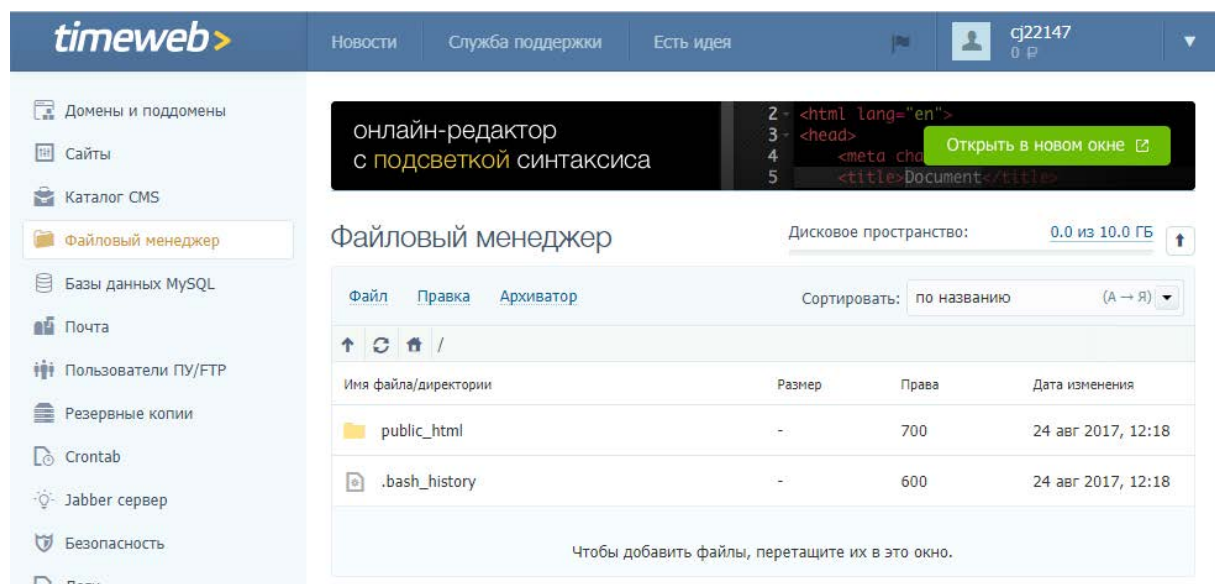 timeweb>
Новости Служба поддержки Есть идея
cj22147
0 ₽
Домены и поддомены
Сайты
Каталог CMS
Файловый менеджер
Базы данных MySQL
Почта
Пользователи ПУ/FTP
Резервные копии
Crontab
Jabber сервер
Безопасность
онлайн-редактор
с подсветкой синтаксиса
2 <html lang="en">
3 <head>
4 <meta cha
5 <title>Document</title>
Открыть в новом окне
Файловый менеджер
Дисковое пространство: 0.0 из 10.0 ГБ
Файл Правка Архиватор
Сортировать: по названию (А → Я)
/
Имя файла/директории Размер Права Дата изменения
public_html - 700 24 авг 2017, 12:18
.bash_history - 600 24 авг 2017, 12:18
Чтобы добавить файлы, перетащите их в это окно.